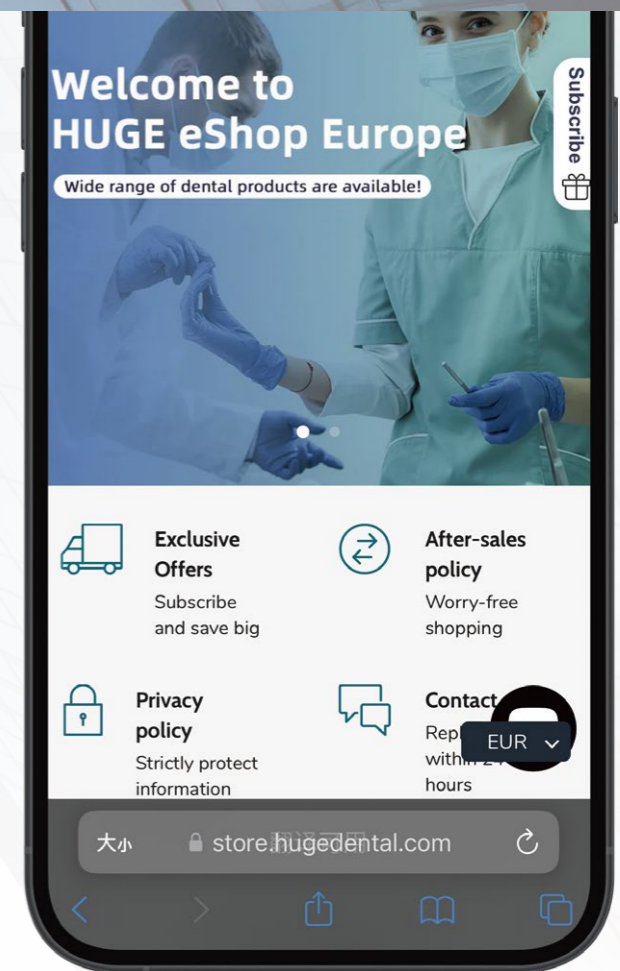 Welcome to
HUGE eShop Europe
Wide range of dental products are available!
Subscribe
Exclusive
Offers
Subscribe
and save big
After-sales
policy
Worry-free
shopping
Privacy
policy
Strictly protect
information
Contact
within 24
hours
EUR
大小
store.hugedental.com